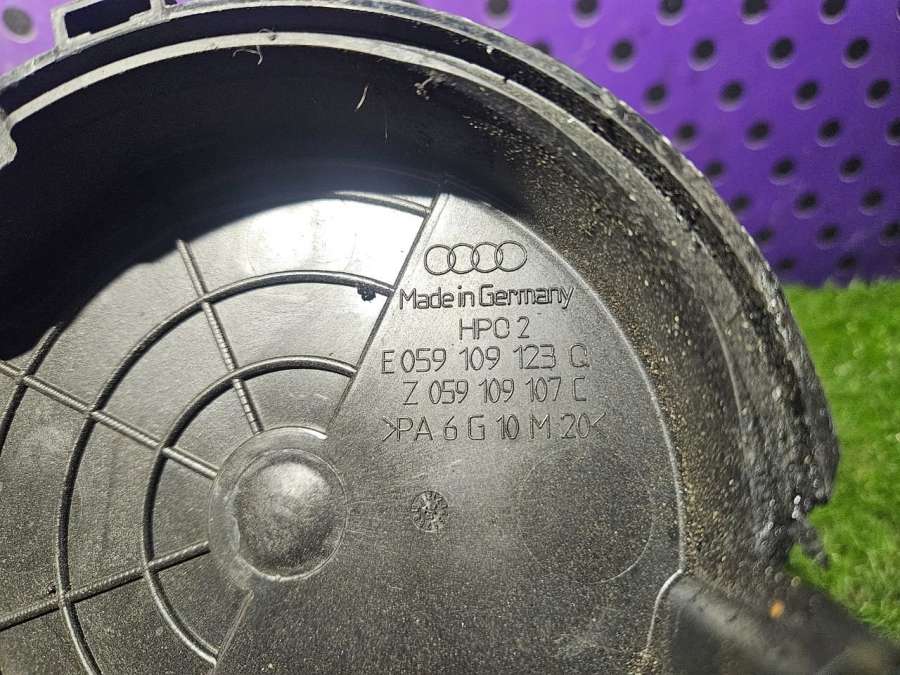 Made in Germany
HPC 2
E 059 109 123 Q
Z 059 109 107 C
>PA 6 G 10 M 20<